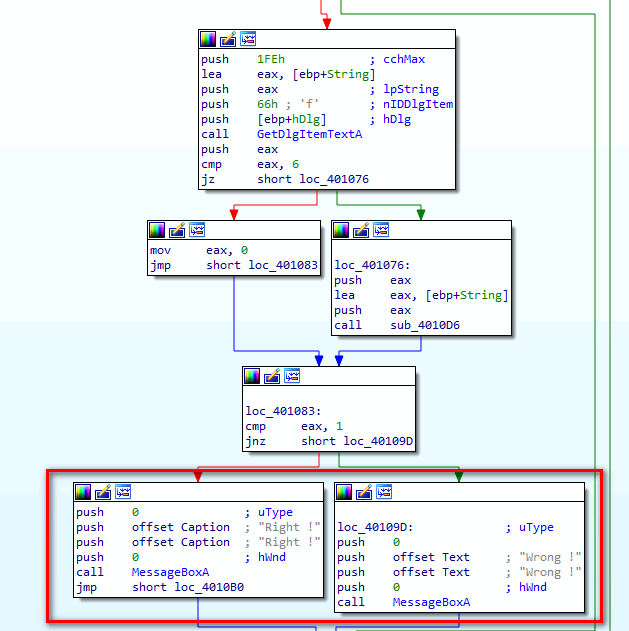 push 1FEh ; cchMax
lea eax, [ebp+String]
push eax ; lpString
push 66h ; 'f' ; nIDDlgItem
push [ebp+hDlg] ; hDlg
call GetDlgItemTextA
push eax
cmp eax, 6
jz short loc_401076
mov eax, 0
jmp short loc_401083
loc_401076:
push eax
lea eax, [ebp+String]
push eax
call sub_4010D6
loc_401083:
cmp eax, 1
jnz short loc_40109D
push 0 ; uType
push offset Caption ; "Right !"
push offset Caption ; "Right !"
push 0 ; hWnd
call MessageBoxA
jmp short loc_4010B0
loc_40109D: ; uType
push 0
push offset Text ; "Wrong !"
push offset Text ; "Wrong !"
push 0 ; hWnd
call MessageBoxA